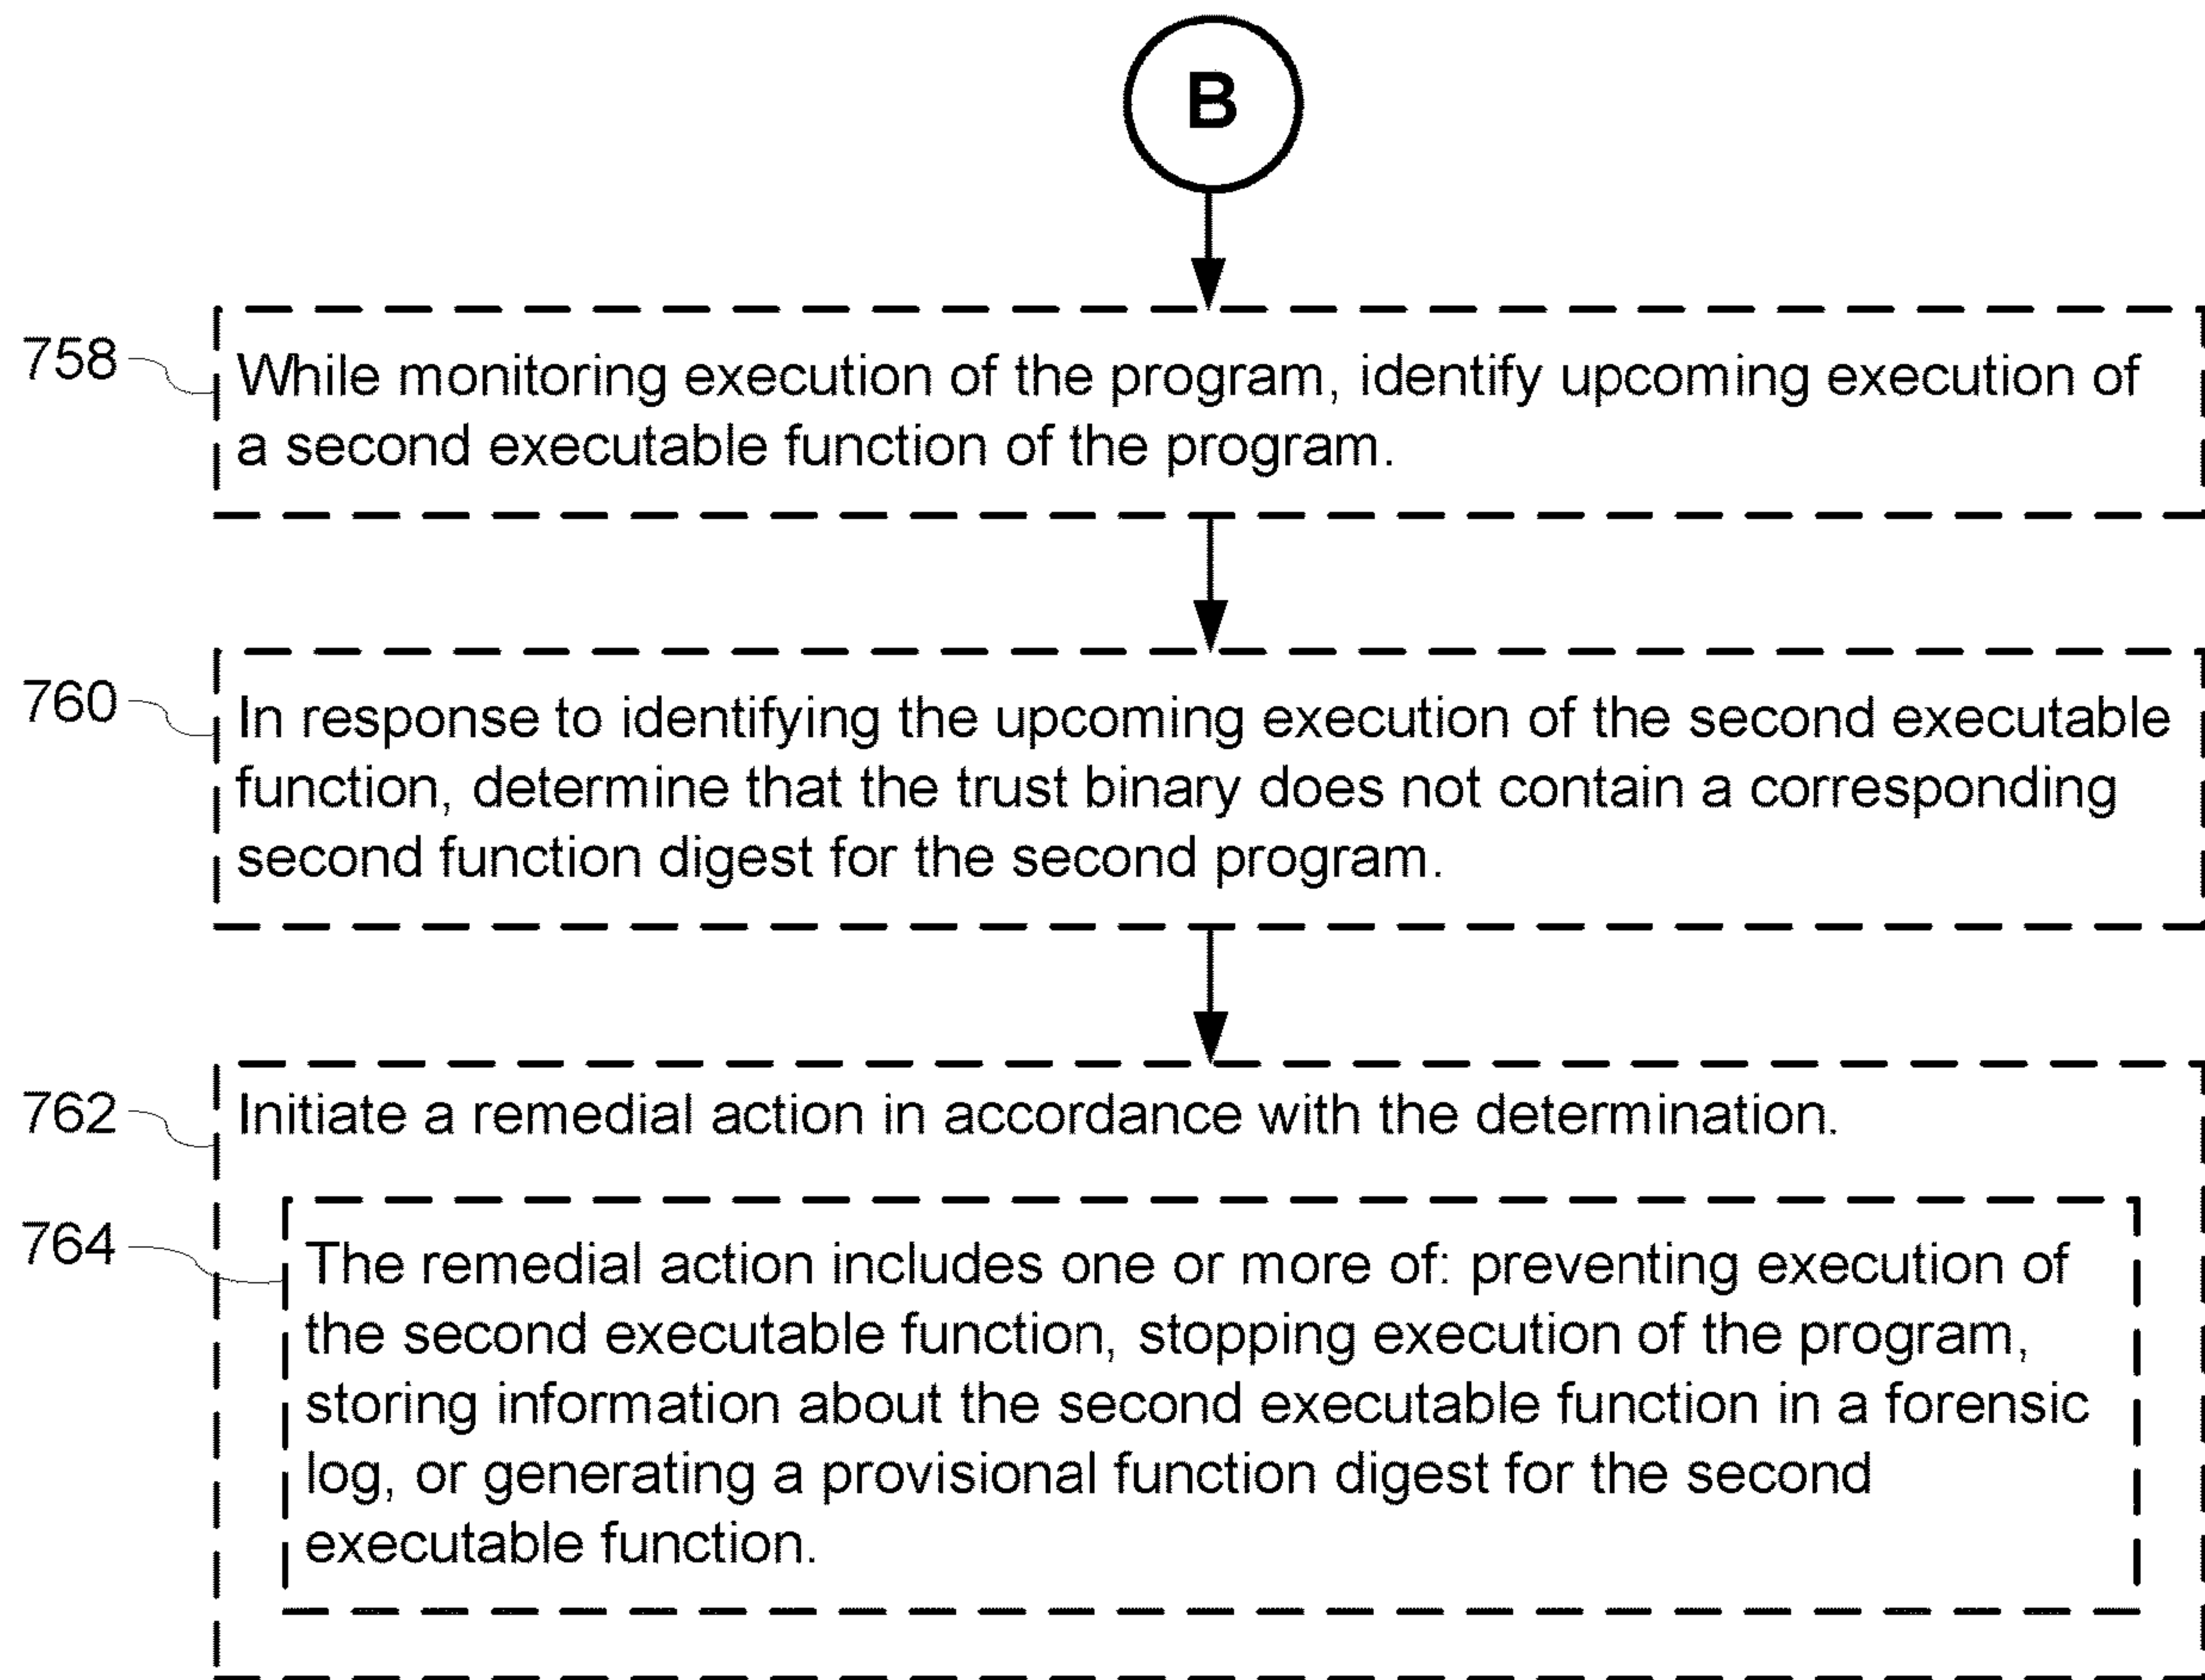 B
758
While monitoring execution of the program, identify upcoming execution of
a second executable function of the program.
760
In response to identifying the upcoming execution of the second executable
function, determine that the trust binary does not contain a corresponding
second function digest for the second program.
762
Initiate a remedial action in accordance with the determination.
764
The remedial action includes one or more of: preventing execution of
the second executable function, stopping execution of the program,
storing information about the second executable function in a forensic
log, or generating a provisional function digest for the second
executable function.